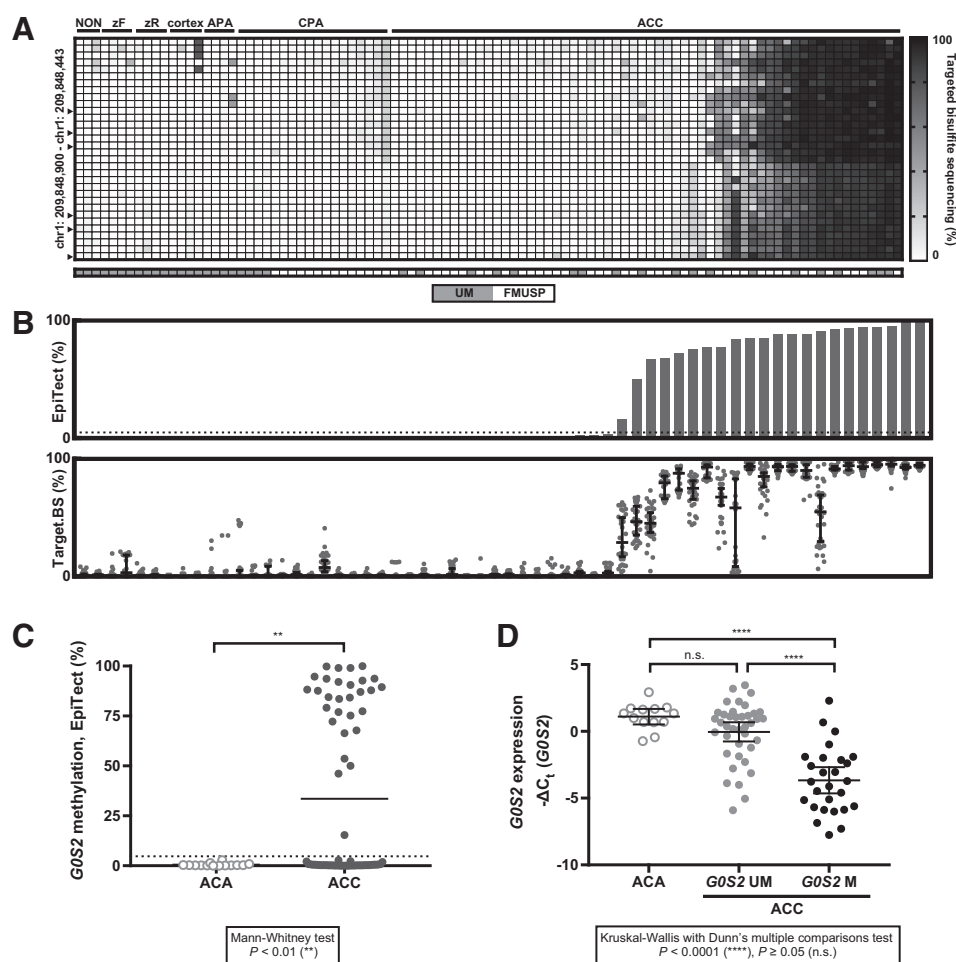 A
NON zF zR cortex APA CPA ACC
chr1: 209,848,900 - chr1: 209,848,443
100
0
Targeted bisulfite sequencing (%)
UM FMUSP
B
100
0
EpiTect (%)
100
0
Target.BS (%)
C
**
100
75
50
25
0
G0S2 methylation, EpiTect (%)
ACA ACC
Mann-Whitney test
P < 0.01 (**)
D
****
n.s. ****
5
0
-5
-10
G0S2 expression
-ΔCt (G0S2)
ACA G0S2 UM G0S2 M
ACC
Kruskal-Wallis with Dunn's multiple comparisons test
P < 0.0001 (****), P ≥ 0.05 (n.s.)